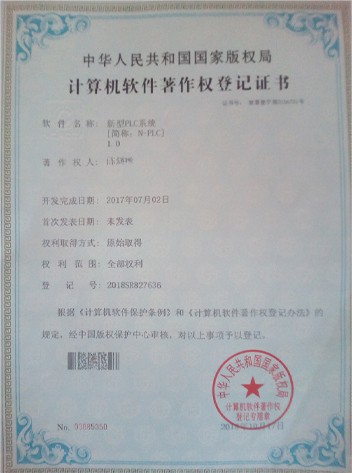 中华人民共和国国家版权局
计算机软件著作权登记证书
证书号:
软件名称: 新型PLC系统
[简称: N-PLC]
1.0
著作权人:
开发完成日期: 2017年07月02日
首次发表日期: 未发表
权利取得方式: 原始取得
权利范围: 全部权利
登记号: 2018SR827636
根据《计算机软件保护条例》和《计算机软件著作权登记办法》的
规定,经中国版权保护中心审核,对以上事项予以登记。
中华人民共和国国家版权局
计算机软件著作权
登记专用章
No.